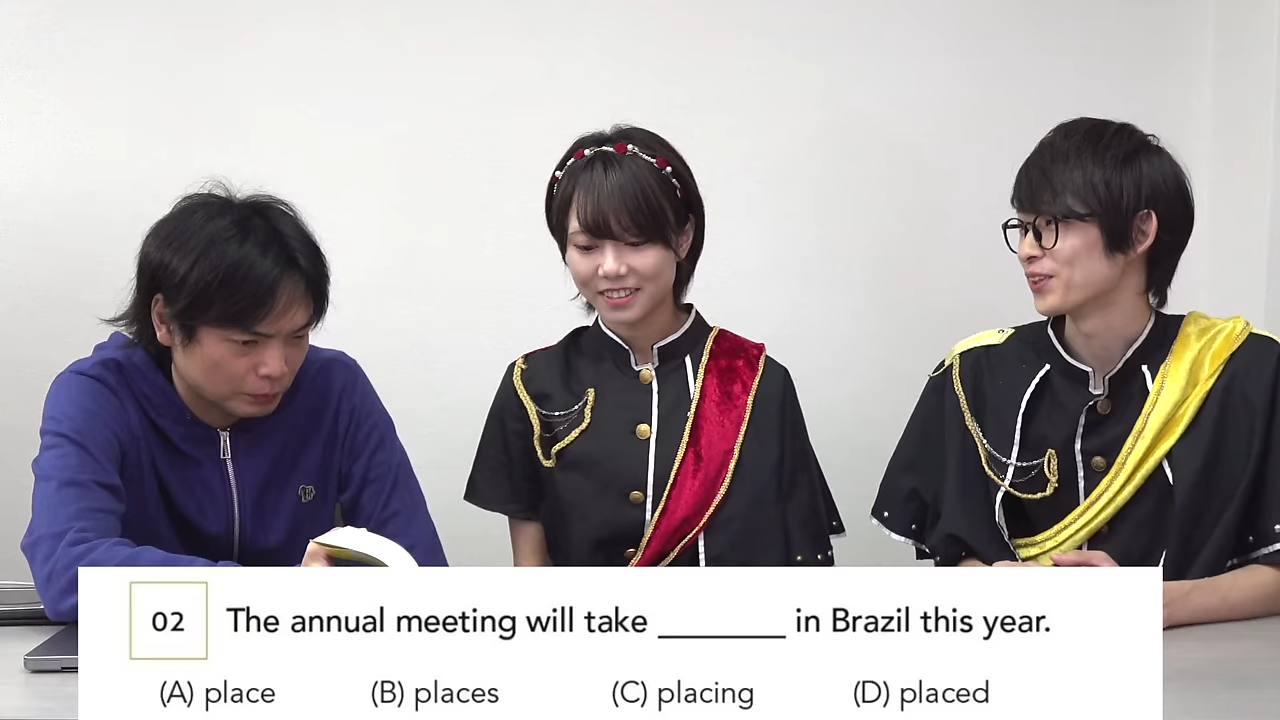 02 The annual meeting will take ________ in Brazil this year.
(A) place (B) places (C) placing (D) placed